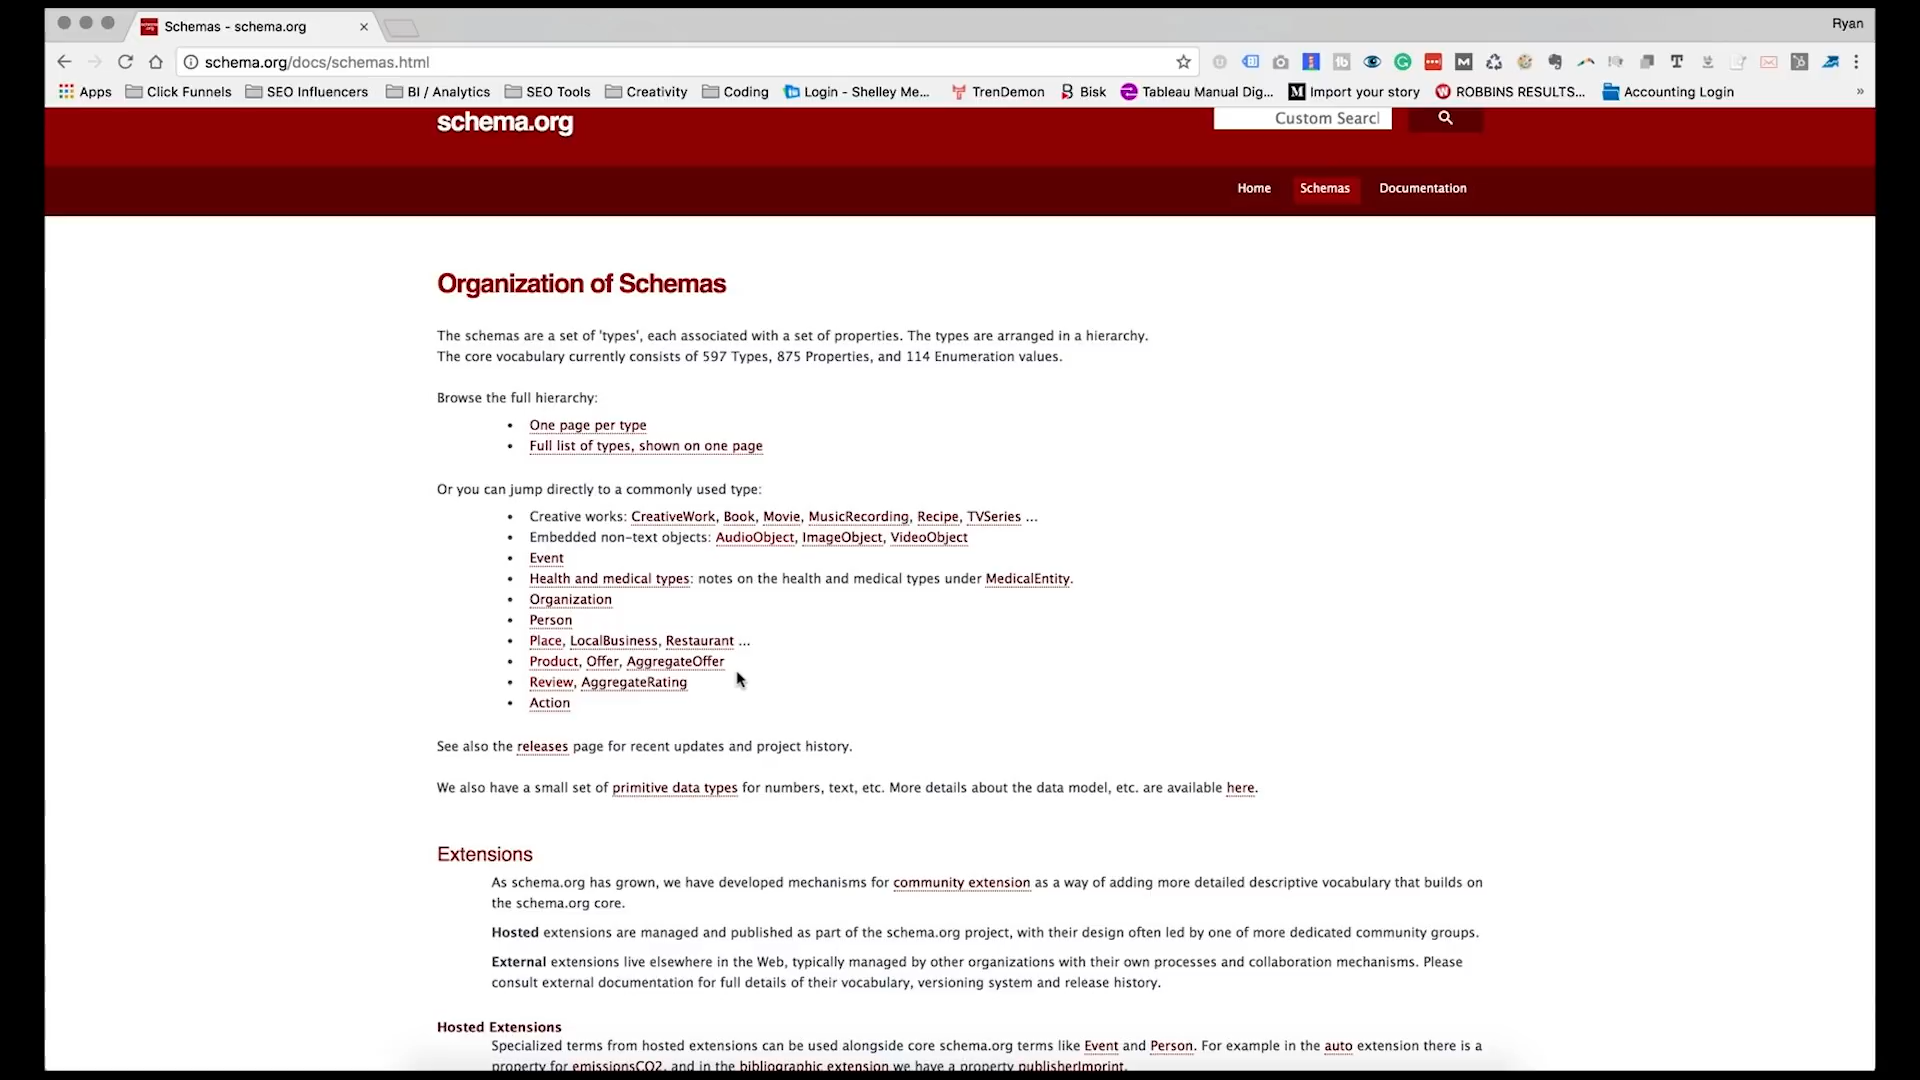 Schemas - schema.org
Ryan
schema.org/docs/schemas.html
Apps Click Funnels SEO Influencers BI / Analytics SEO Tools Creativity Coding Login - Shelley Me... TrenDemon Bisk Tableau Manual Dig... Import your story ROBBINS RESULTS... Accounting Login »
schema.org
Custom Search
Home Schemas Documentation
Organization of Schemas
The schemas are a set of 'types', each associated with a set of properties. The types are arranged in a hierarchy.
The core vocabulary currently consists of 597 Types, 875 Properties, and 114 Enumeration values.
Browse the full hierarchy:
• One page per type
• Full list of types, shown on one page
Or you can jump directly to a commonly used type:
• Creative works: CreativeWork, Book, Movie, MusicRecording, Recipe, TVSeries ...
• Embedded non-text objects: AudioObject, ImageObject, VideoObject
• Event
• Health and medical types: notes on the health and medical types under MedicalEntity.
• Organization
• Person
• Place, LocalBusiness, Restaurant ...
• Product, Offer, AggregateOffer
• Review, AggregateRating
• Action
See also the releases page for recent updates and project history.
We also have a small set of primitive data types for numbers, text, etc. More details about the data model, etc. are available here.
Extensions
As schema.org has grown, we have developed mechanisms for community extension as a way of adding more detailed descriptive vocabulary that builds on
the schema.org core.
Hosted extensions are managed and published as part of the schema.org project, with their design often led by one of more dedicated community groups.
External extensions live elsewhere in the Web, typically managed by other organizations with their own processes and collaboration mechanisms. Please
consult external documentation for full details of their vocabulary, versioning system and release history.
Hosted Extensions
Specialized terms from hosted extensions can be used alongside core schema.org terms like Event and Person. For example in the auto extension there is a
property for emissionsCO2, and in the bibliographic extension we have a property publisherImprint.